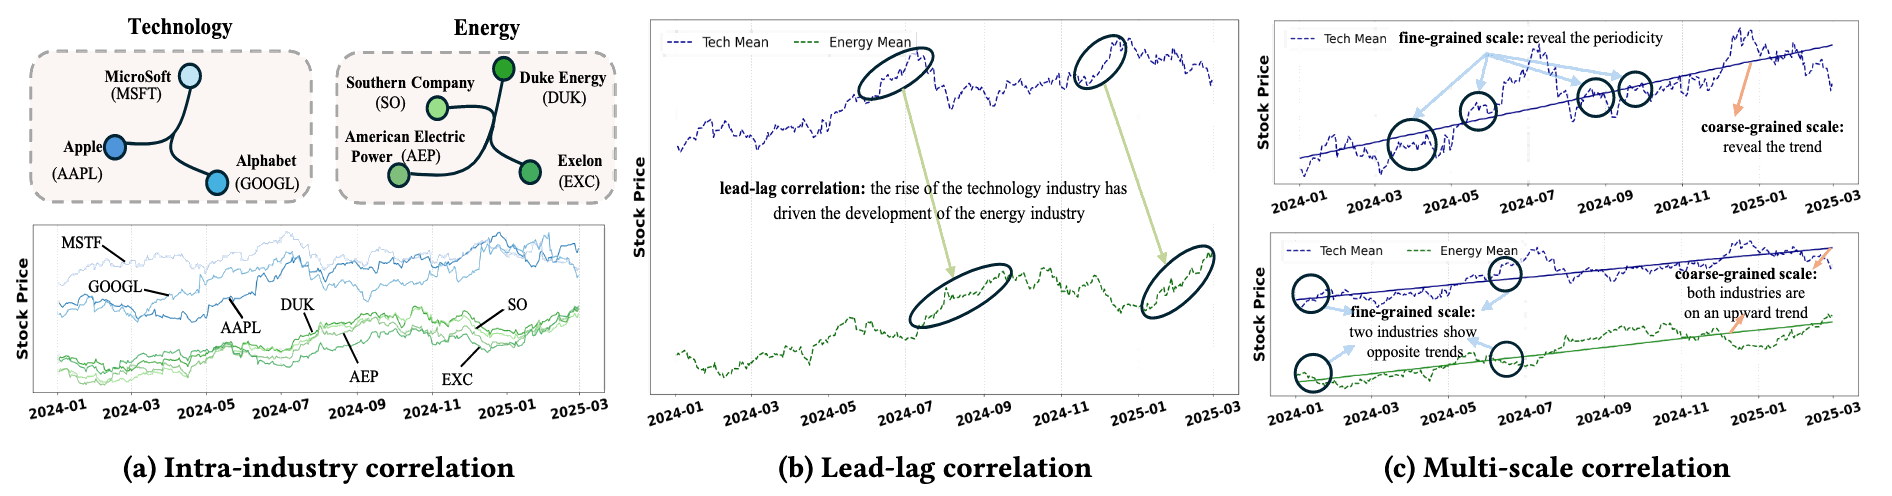 Technology
MicroSoft
(MSFT)
Apple
(AAPL)
Alphabet
(GOOGL)
Energy
Southern Company
(SO)
Duke Energy
(DUK)
American Electric
Power (AEP)
Exelon
(EXC)
Stock Price
MSTF
GOOGL
AAPL
DUK
SO
AEP
EXC
2024-01 2024-03 2024-05 2024-07 2024-09 2024-11 2025-01 2025-03
(a) Intra-industry correlation
Stock Price
Tech Mean Energy Mean
lead-lag correlation: the rise of the technology industry has
driven the development of the energy industry
2024-01 2024-03 2024-05 2024-07 2024-09 2024-11 2025-01 2025-03
(b) Lead-lag correlation
Stock Price
Tech Mean
fine-grained scale: reveal the periodicity
coarse-grained scale:
reveal the trend
2024-01 2024-03 2024-05 2024-07 2024-09 2024-11 2025-01 2025-03
Stock Price
Tech Mean Energy Mean
fine-grained scale:
two industries show
opposite trends
coarse-grained scale:
both industries are
on an upward trend
2024-01 2024-03 2024-05 2024-07 2024-09 2024-11 2025-01 2025-03
(c) Multi-scale correlation